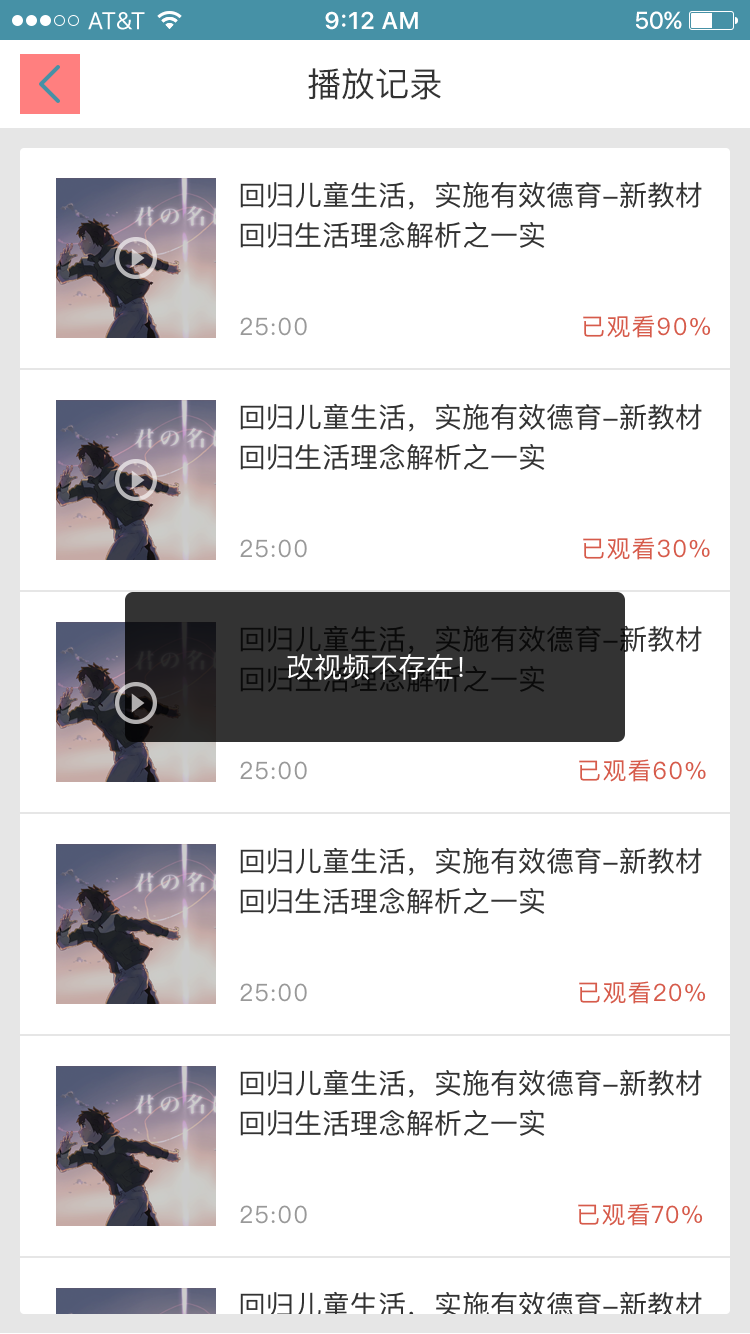 AT&T 9:12 AM 50%
播放记录
君の名
回归儿童生活，实施有效德育–新教材
回归生活理念解析之一实
25:00 已观看90%
君の名
回归儿童生活，实施有效德育–新教材
回归生活理念解析之一实
25:00 已观看30%
君の名
回归儿童生活，实施有效德育–新教材
回归生活理念解析之一实
改视频不存在！
25:00 已观看60%
君の名
回归儿童生活，实施有效德育–新教材
回归生活理念解析之一实
25:00 已观看20%
君の名
回归儿童生活，实施有效德育–新教材
回归生活理念解析之一实
25:00 已观看70%
回归儿童生活，实施有效德育–新教材